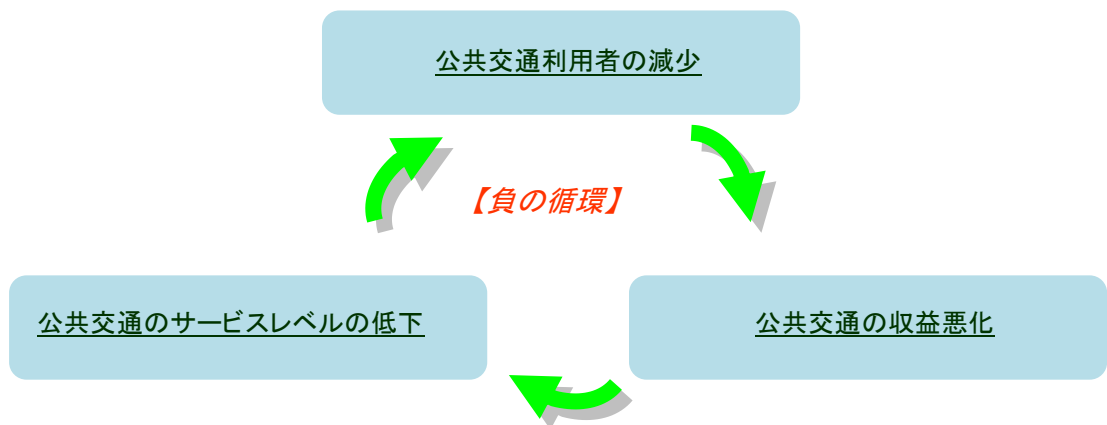 公共交通利用者の減少
【負の循環】
公共交通のサービスレベルの低下
公共交通の収益悪化